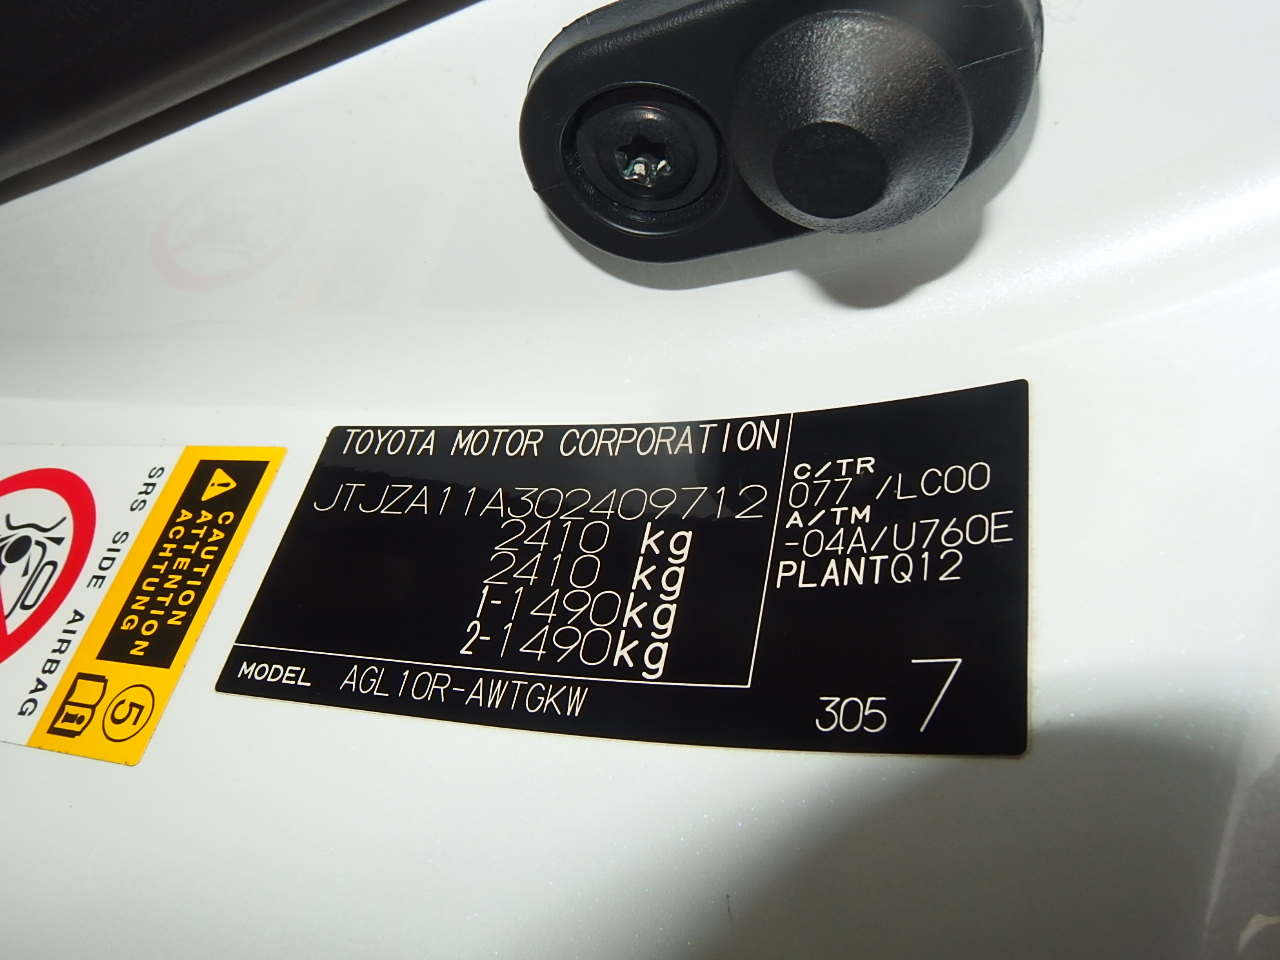 TOYOTA MOTOR CORPORATION
JTJZA11A302409712
2410 kg
2410 kg
1-1490kg
2-1490kg
MODEL AGL10R-AWTGKW
C/TR
077 /LC00
A/TM
-04A/U760E
PLANTQ12
305 7
CAUTION
ATTENTION
ACHTUNG
5
SRS SIDE AIRBAG